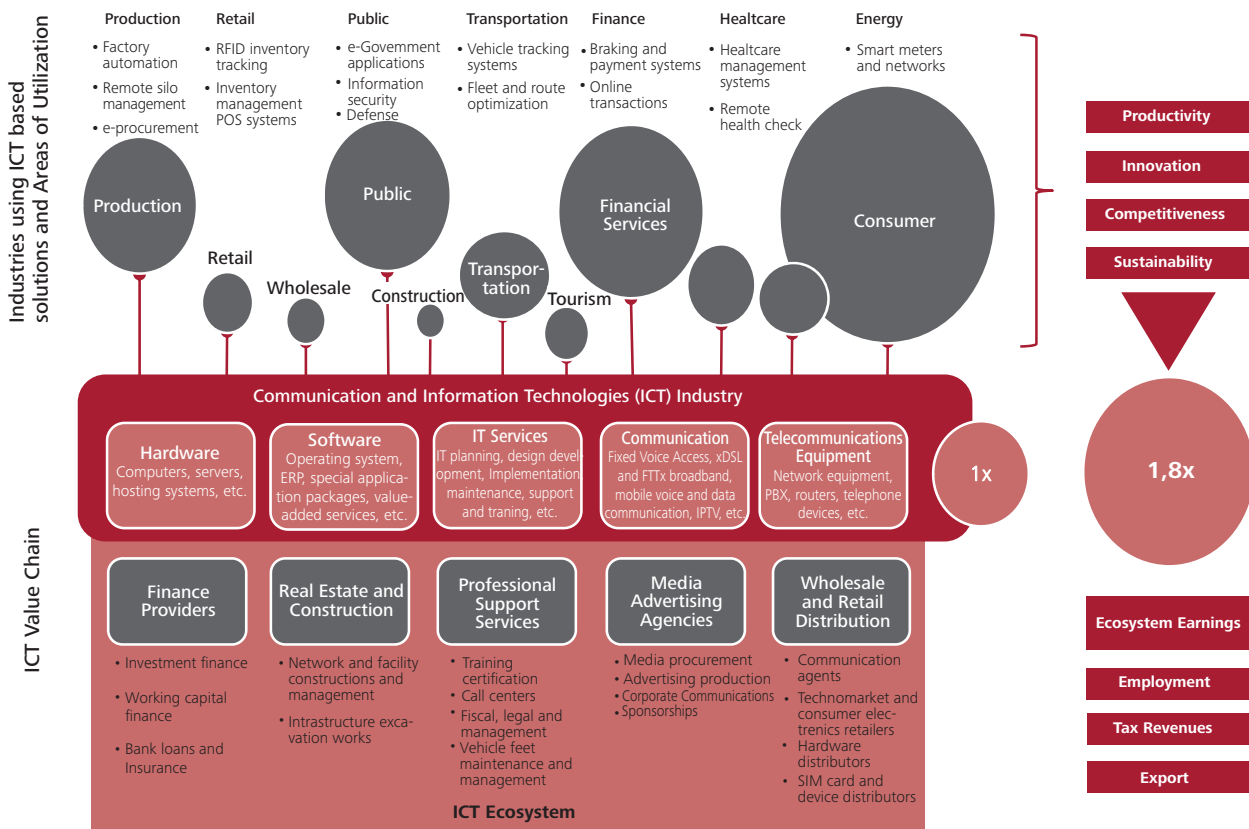 Industries using ICT based
solutions and Areas of Utilization
Production
• Factory
automation
• Remote silo
management
• e-procurement
Retail
• RFID inventory
tracking
• Inventory
management
POS systems
Public
• e-Govemment
applications
• Information
security
• Defense
Transportation
• Vehicle tracking
systems
• Fleet and route
optimization
Finance
• Braking and
payment systems
• Online
transactions
Healtcare
• Healtcare
management
systems
• Remote
health check
Energy
• Smart meters
and networks
Production
Retail
Wholesale
Public
Construction
Transpor-
tation
Tourism
Financial
Services
Consumer
Productivity
Innovation
Competitiveness
Sustainability
1,8x
Ecosystem Earnings
Employment
Tax Revenues
Export
ICT Value Chain
Communication and Information Technologies (ICT) Industry
Hardware
Computers, servers,
hosting systems, etc.
Software
Operating system,
ERP, special applica-
tion packages, value-
added services, etc.
IT Services
IT planning, design devel-
opment, Implementation,
maintenance, support
and traning, etc.
Communication
Fixed Voice Access, xDSL
and FTTx broadband,
mobile voice and data
communication, IPTV, etc.
Telecommunications
Equipment
Network equipment,
PBX, routers, telephone
devices, etc.
1x
Finance
Providers
• Investment finance
• Working capital
finance
• Bank loans and
Insurance
Real Estate and
Construction
• Network and facility
constructions and
management
• Intrastructure exca-
vation works
Professional
Support
Services
• Training
certification
• Call centers
• Fiscal, legal and
management
• Vehicle feet
maintenance and
management
Media
Advertising
Agencies
• Media procurement
• Advertising production
• Corporate Communications
• Sponsorships
Wholesale
and Retail
Distribution
• Communication
agents
• Technomarket and
consumer elec-
trenics retailers
• Hardware
distributors
• SIM card and
device distributors
ICT Ecosystem